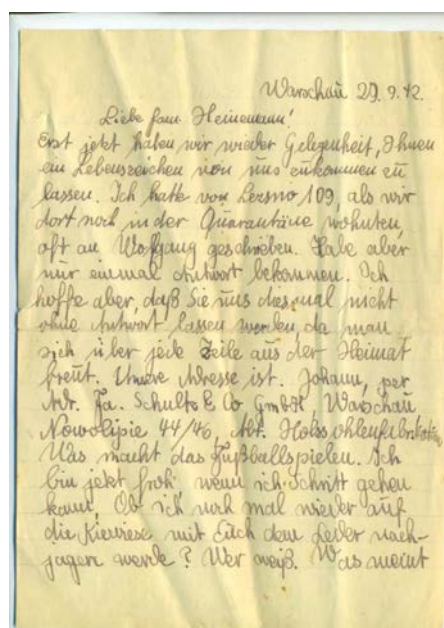 Warschau 29.9.42.
Liebe Fam. Heinemann!
Erst jetzt haben wir wieder Gelegenheit, Ihnen
ein Lebenszeichen von uns zukommen zu
lassen. Ich hatte von Leszno 109, als wir
dort noch in der Quarantäne wohnten,
oft an Wolfgang geschrieben. Habe aber
nur einmal Antwort bekommen. Ich
hoffe aber, daß Sie uns diesmal nicht
ohne Antwort lassen werden, da man
sich über jede Zeile aus der Heimat
freut. Unsere Adresse ist. Johann, per
Adr. Fa. Schultz & Co GmbH Warschau
Nowolipie 44/46, Abt.
Was macht das Fußballspielen. Ich
bin jetzt froh wenn ich Schritt gehen
kann. Ob ich noch mal wieder auf
die Kuwiese mit Euch dem Leder nach-
jagen werde? Wer weiß. Was meint